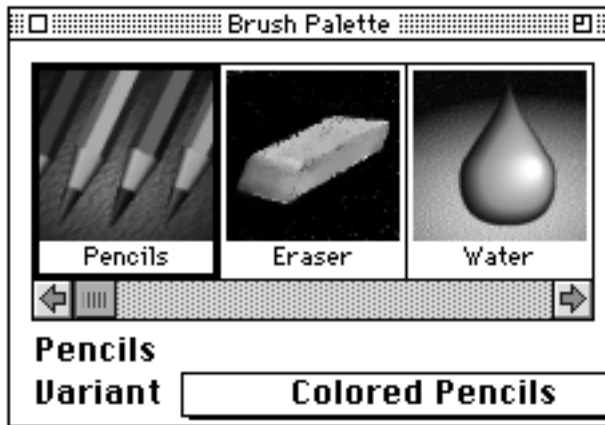 Brush Palette
Pencils Eraser Water
Pencils
Variant Colored Pencils